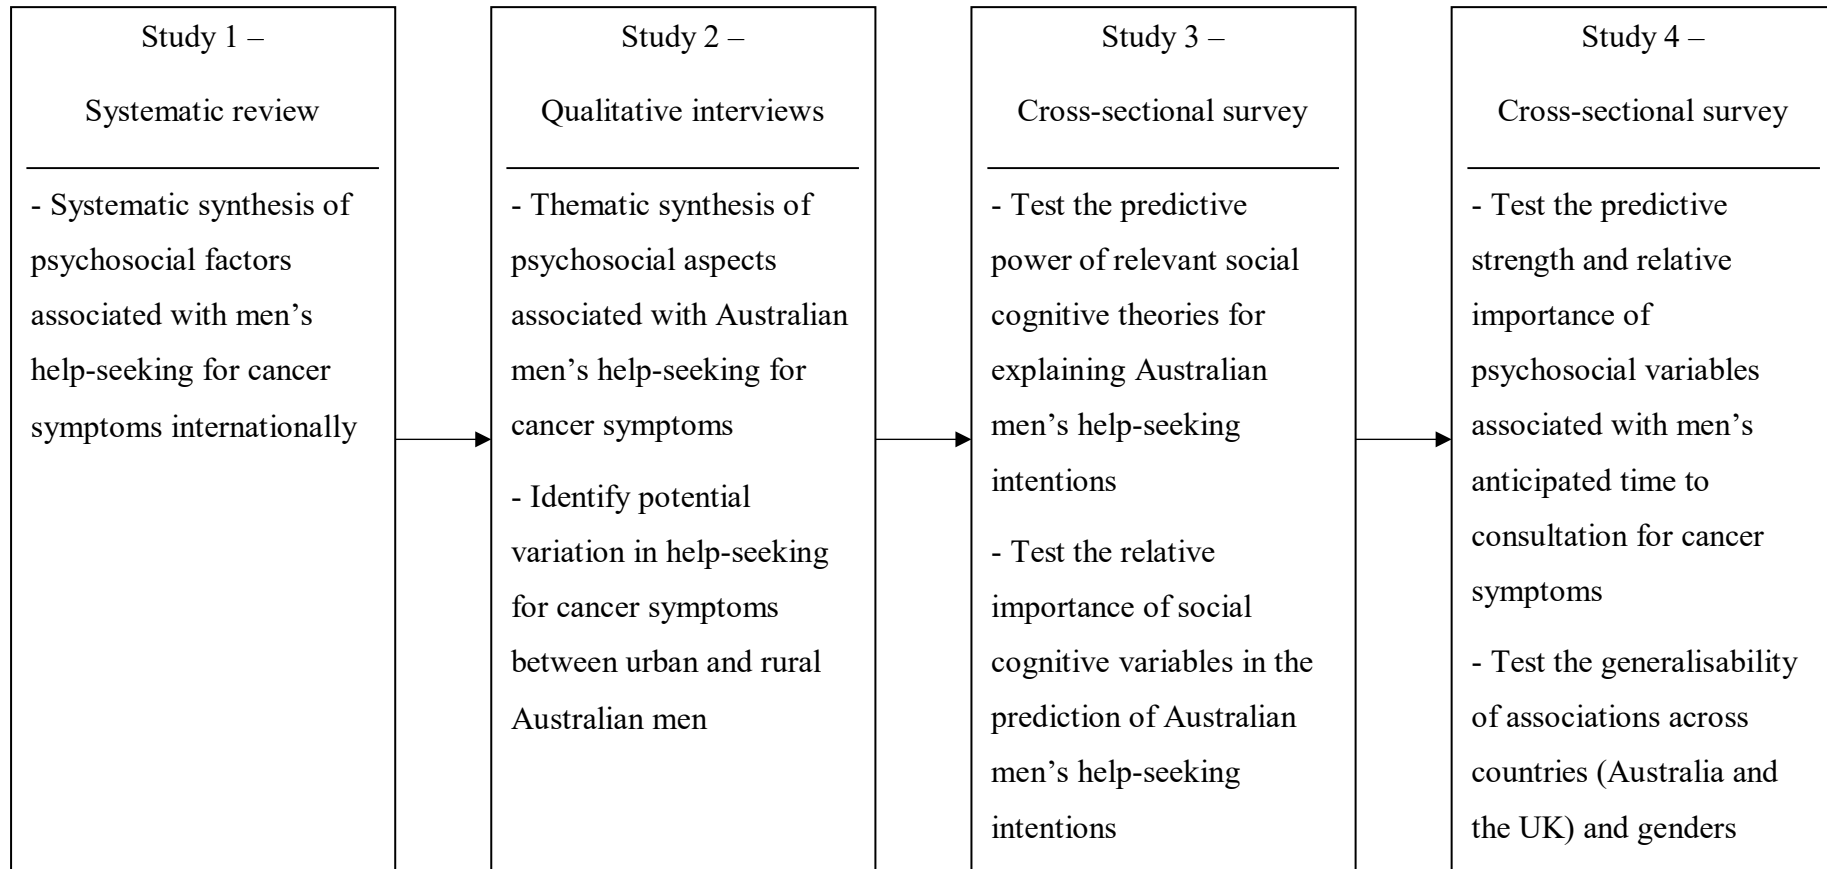 Study 1 –
Systematic review
- Systematic synthesis of
psychosocial factors
associated with men’s
help-seeking for cancer
symptoms internationally
Study 2 –
Qualitative interviews
- Thematic synthesis of
psychosocial aspects
associated with Australian
men’s help-seeking for
cancer symptoms
- Identify potential
variation in help-seeking
for cancer symptoms
between urban and rural
Australian men
Study 3 –
Cross-sectional survey
- Test the predictive
power of relevant social
cognitive theories for
explaining Australian
men’s help-seeking
intentions
- Test the relative
importance of social
cognitive variables in the
prediction of Australian
men’s help-seeking
intentions
Study 4 –
Cross-sectional survey
- Test the predictive
strength and relative
importance of
psychosocial variables
associated with men’s
anticipated time to
consultation for cancer
symptoms
- Test the generalisability
of associations across
countries (Australia and
the UK) and genders